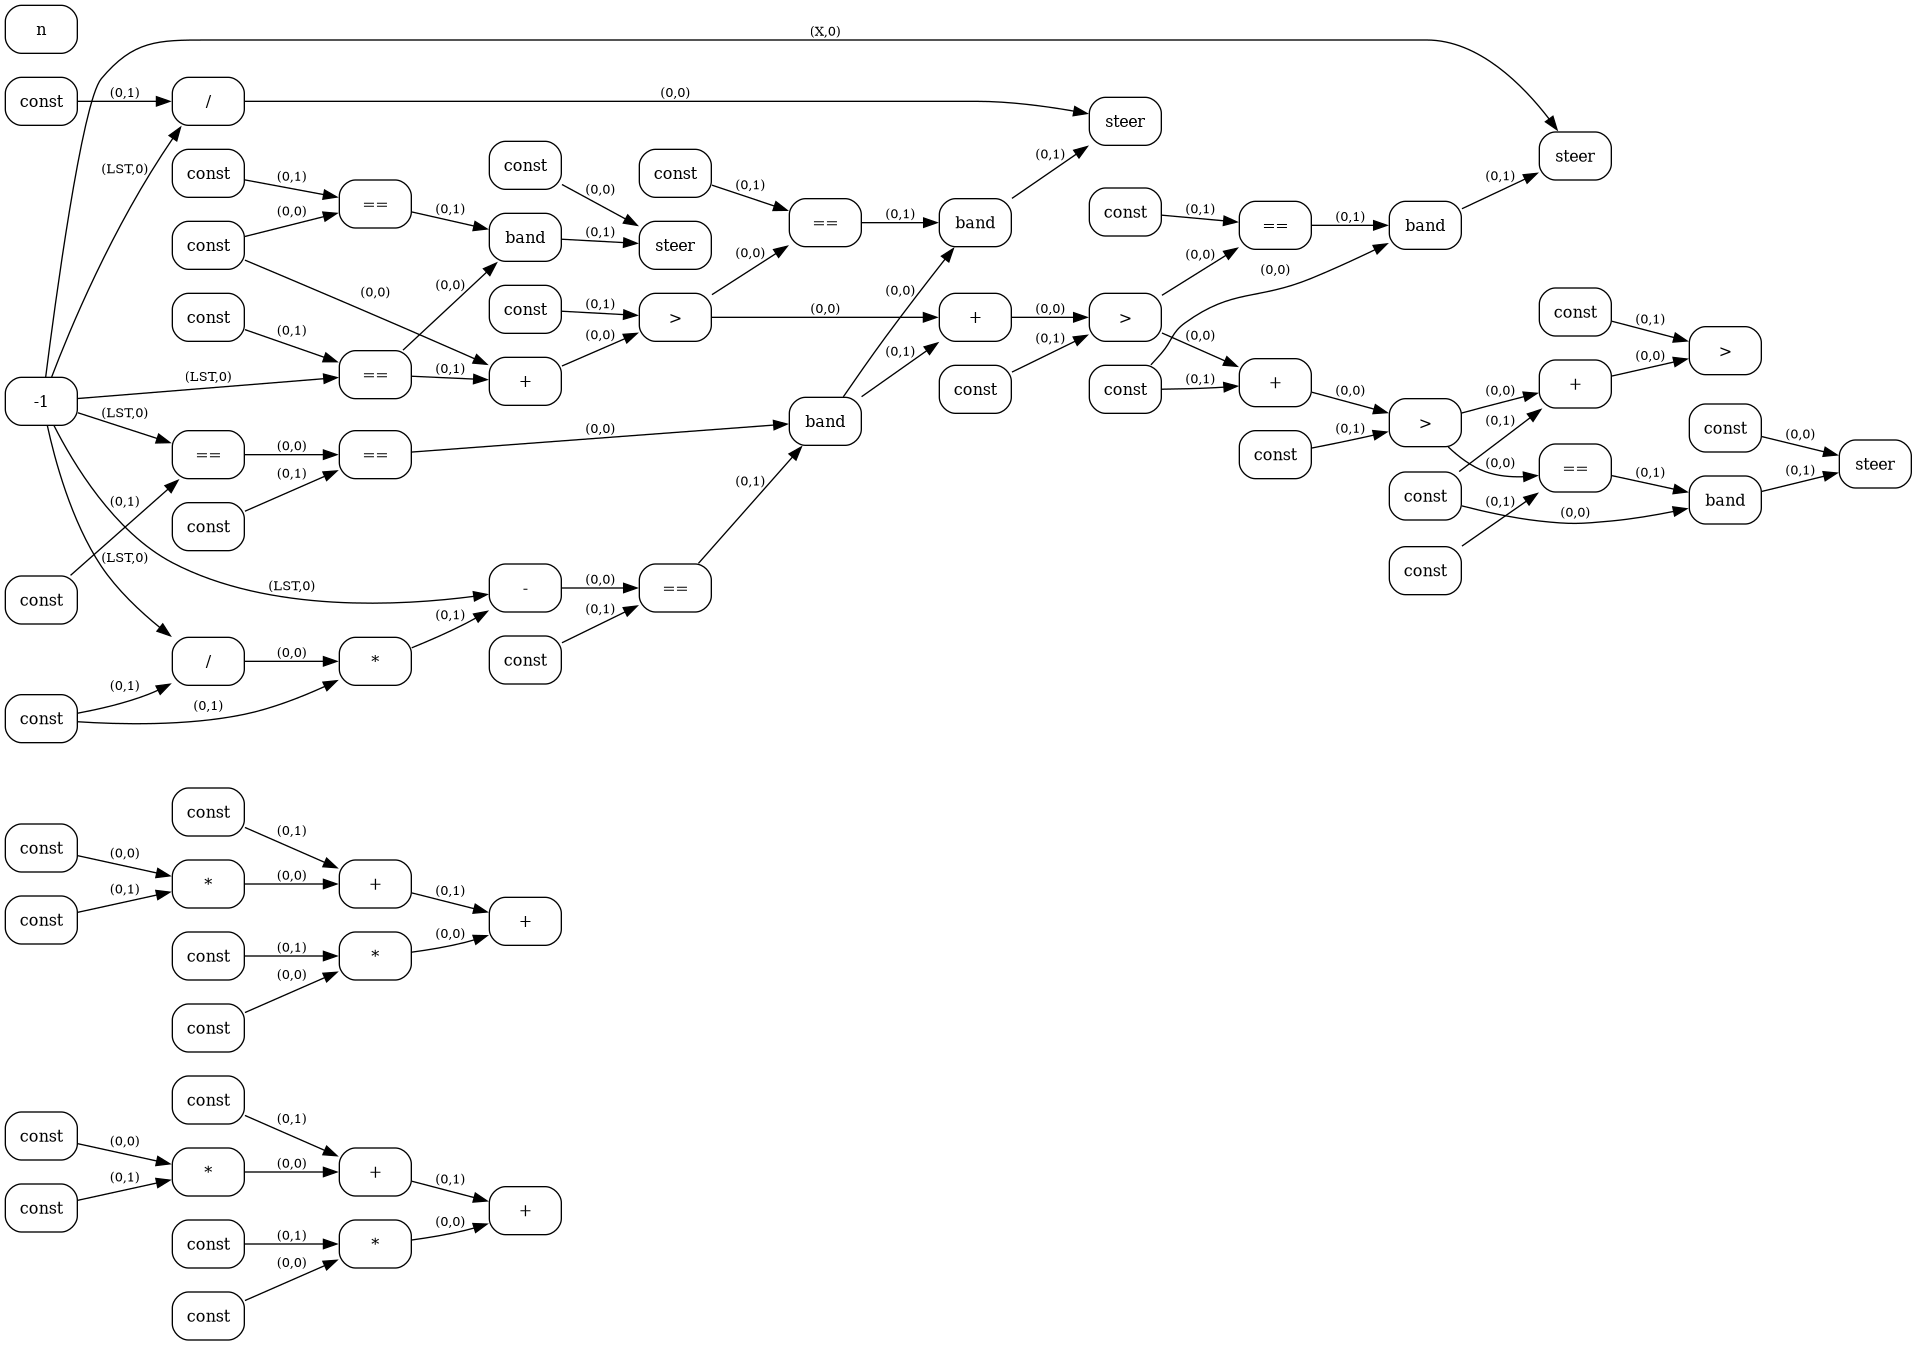 n
(X,0)
const
(0,1)
/
(0,0)
steer
(LST,0)
const
(0,1)
==
(0,0)
const
(0,1)
band
(0,1)
const
(0,0)
steer
const
(0,1)
==
(0,1)
band
(0,1)
const
(0,1)
==
(0,1)
band
(0,1)
steer
(0,0)
(0,0)
(0,0)
(0,0)
(0,0)
(0,0)
const
(0,1)
const
(0,1)
>
(0,0)
+
(0,0)
>
(0,0)
const
(0,1)
>
-1
(LST,0)
==
(0,1)
+
(0,0)
(0,1)
(0,1)
const
const
(0,1)
+
(0,0)
>
(0,0)
+
(0,0)
(LST,0)
==
(0,0)
==
(0,0)
band
const
(0,1)
(0,1)
const
(0,0)
steer
(0,1)
const
(0,1)
(0,0)
==
(0,1)
band
(0,1)
const
(0,1)
(0,0)
const
(0,1)
const
(LST,0)
(LST,0)
-
(0,0)
==
(0,1)
const
(0,1)
/
(0,0)
*
(0,1)
const
(0,1)
(0,1)
const
(0,1)
const
(0,0)
*
(0,0)
+
(0,1)
const
(0,1)
+
const
(0,1)
*
(0,0)
const
(0,0)
const
(0,1)
const
(0,0)
*
(0,0)
+
(0,1)
const
(0,1)
+
const
(0,1)
*
(0,0)
const
(0,0)